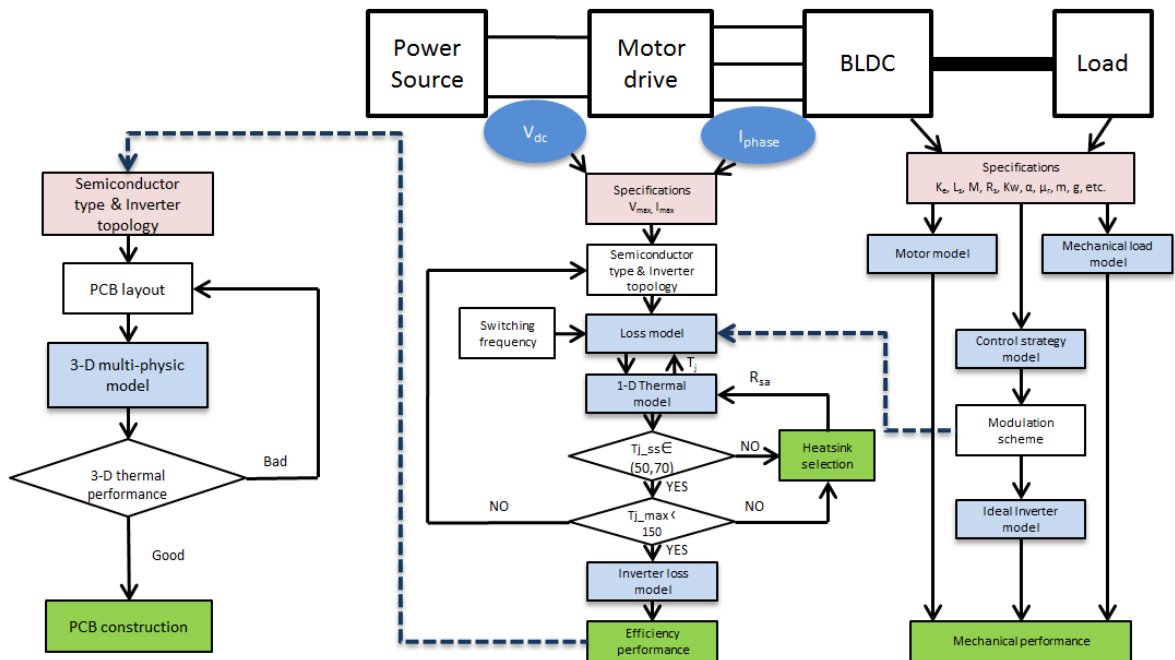 Power
Source
Motor
drive
BLDC
Load
Vdc
Iphase
Semiconductor
type & Inverter
topology
PCB layout
3-D multi-physic
model
3-D thermal
performance
Bad
Good
PCB construction
Specifications
Vmax, Imax
Semiconductor
type & Inverter
topology
Switching
frequency
Loss model
Tj
1-D Thermal
model
Rsa
Tj_ss∈
(50,70)
NO
Heatsink
selection
YES
NO
Tj_max<
150
NO
YES
Inverter loss
model
Efficiency
performance
Specifications
Ke, Ls, M, Rs, Kw, α, μr, m, g, etc.
Motor model
Mechanical load
model
Control strategy
model
Modulation
scheme
Ideal Inverter
model
Mechanical performance